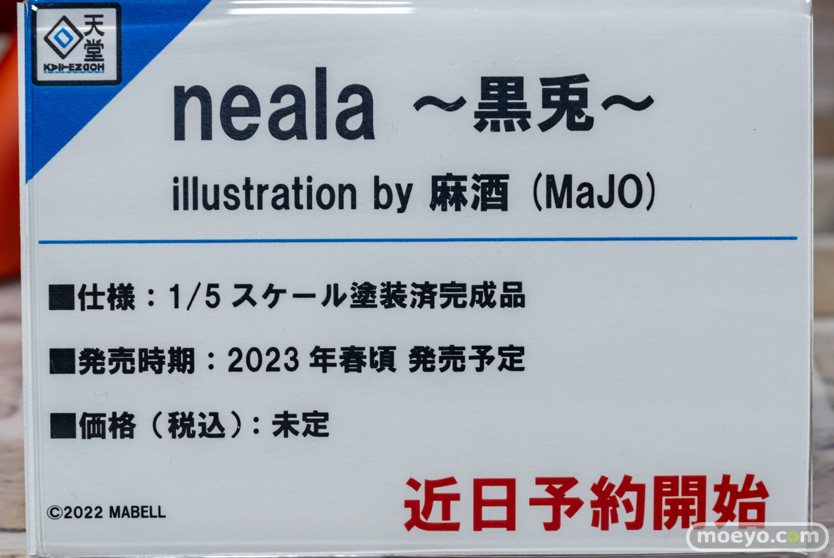 天堂
KAITENDOH
neala ～黒兎～
illustration by 麻酒 (MaJO)
■仕様：1/5 スケール塗装済完成品
■発売時期：2023 年春頃 発売予定
■価格（税込）：未定
©2022 MABELL
近日予約開始
moeyo.com